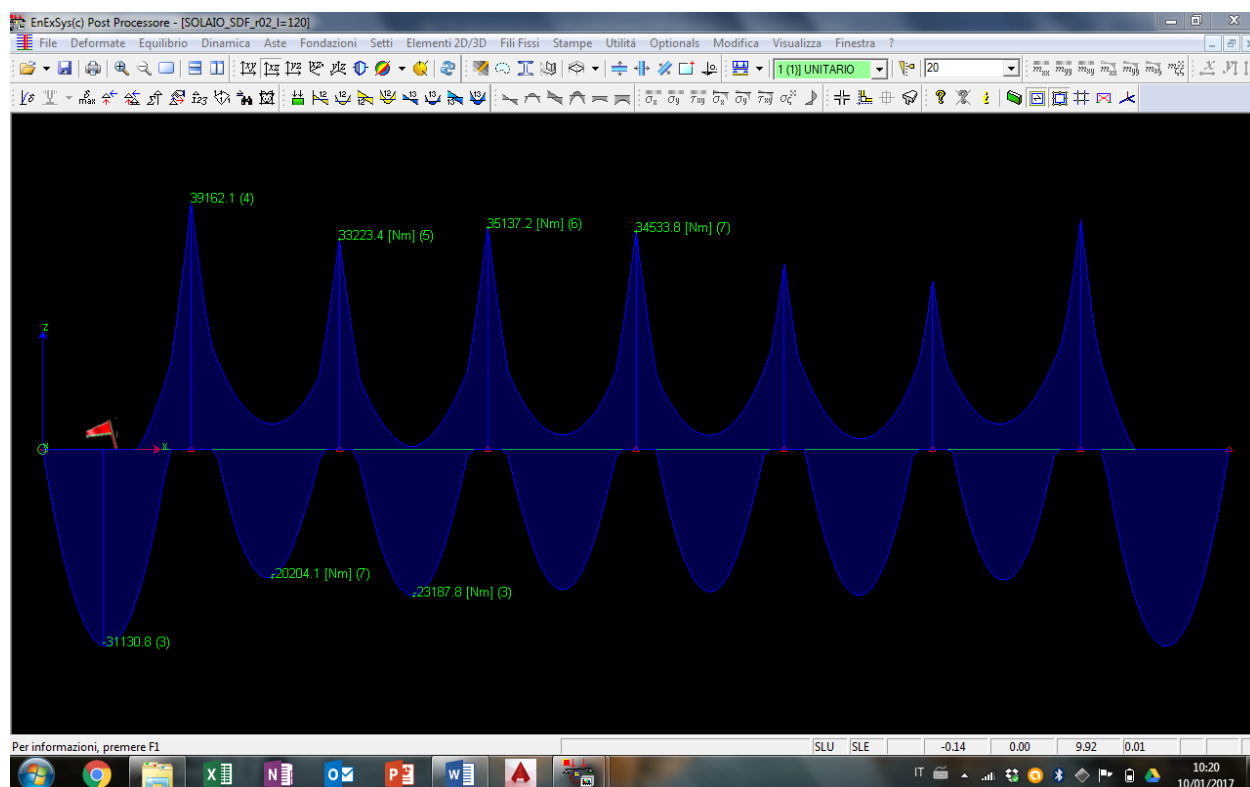 EnExSys(c) Post Processore - [SOLAIO_SDF_r02_l=120]
File Deformate Equilibrio Dinamica Aste Fondazioni Setti Elementi 2D/3D Fili Fissi Stampe Utilitá Optionals Modifica Visualizza Finestra ?
1 (1)] UNITARIO 20
39162.1 (4)
33223.4 [Nm] (5)
35137.2 [Nm] (6)
34533.8 [Nm] (7)
z
x
-20204.1 [Nm] (7)
-23187.8 [Nm] (3)
-31130.8 (3)
Per informazioni, premere F1 SLU SLE -0.14 0.00 9.92 0.01
IT 10:20
10/01/2017